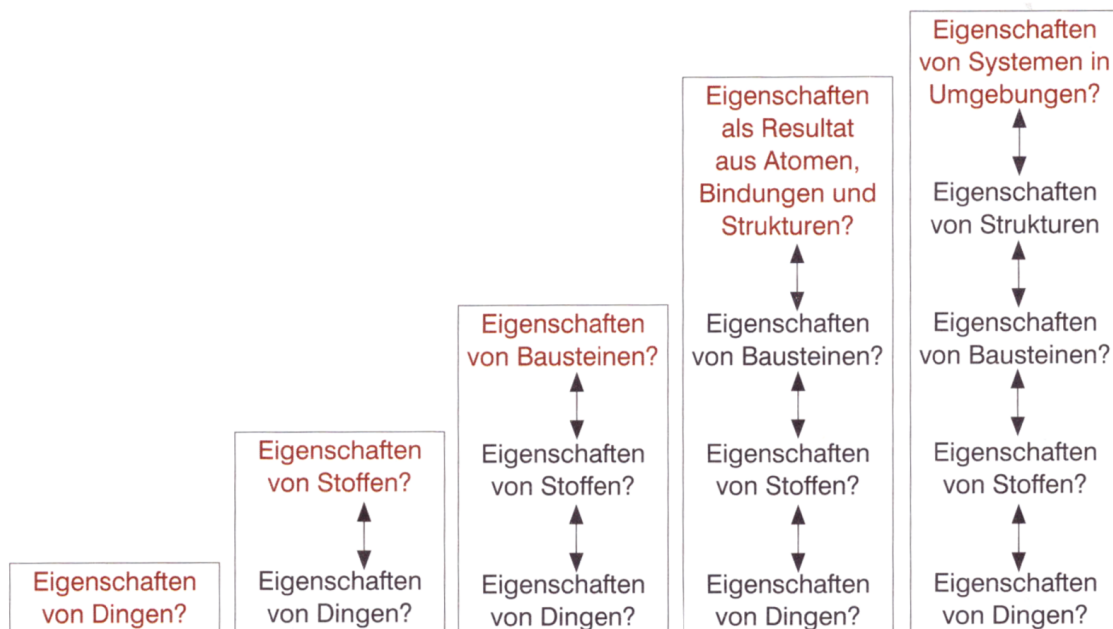 Eigenschaften
von Dingen?
Eigenschaften
von Stoffen?
Eigenschaften
von Dingen?
Eigenschaften
von Bausteinen?
Eigenschaften
von Stoffen?
Eigenschaften
von Dingen?
Eigenschaften
als Resultat
aus Atomen,
Bindungen und
Strukturen?
Eigenschaften
von Bausteinen?
Eigenschaften
von Stoffen?
Eigenschaften
von Dingen?
Eigenschaften
von Systemen in
Umgebungen?
Eigenschaften
von Strukturen
Eigenschaften
von Bausteinen?
Eigenschaften
von Stoffen?
Eigenschaften
von Dingen?